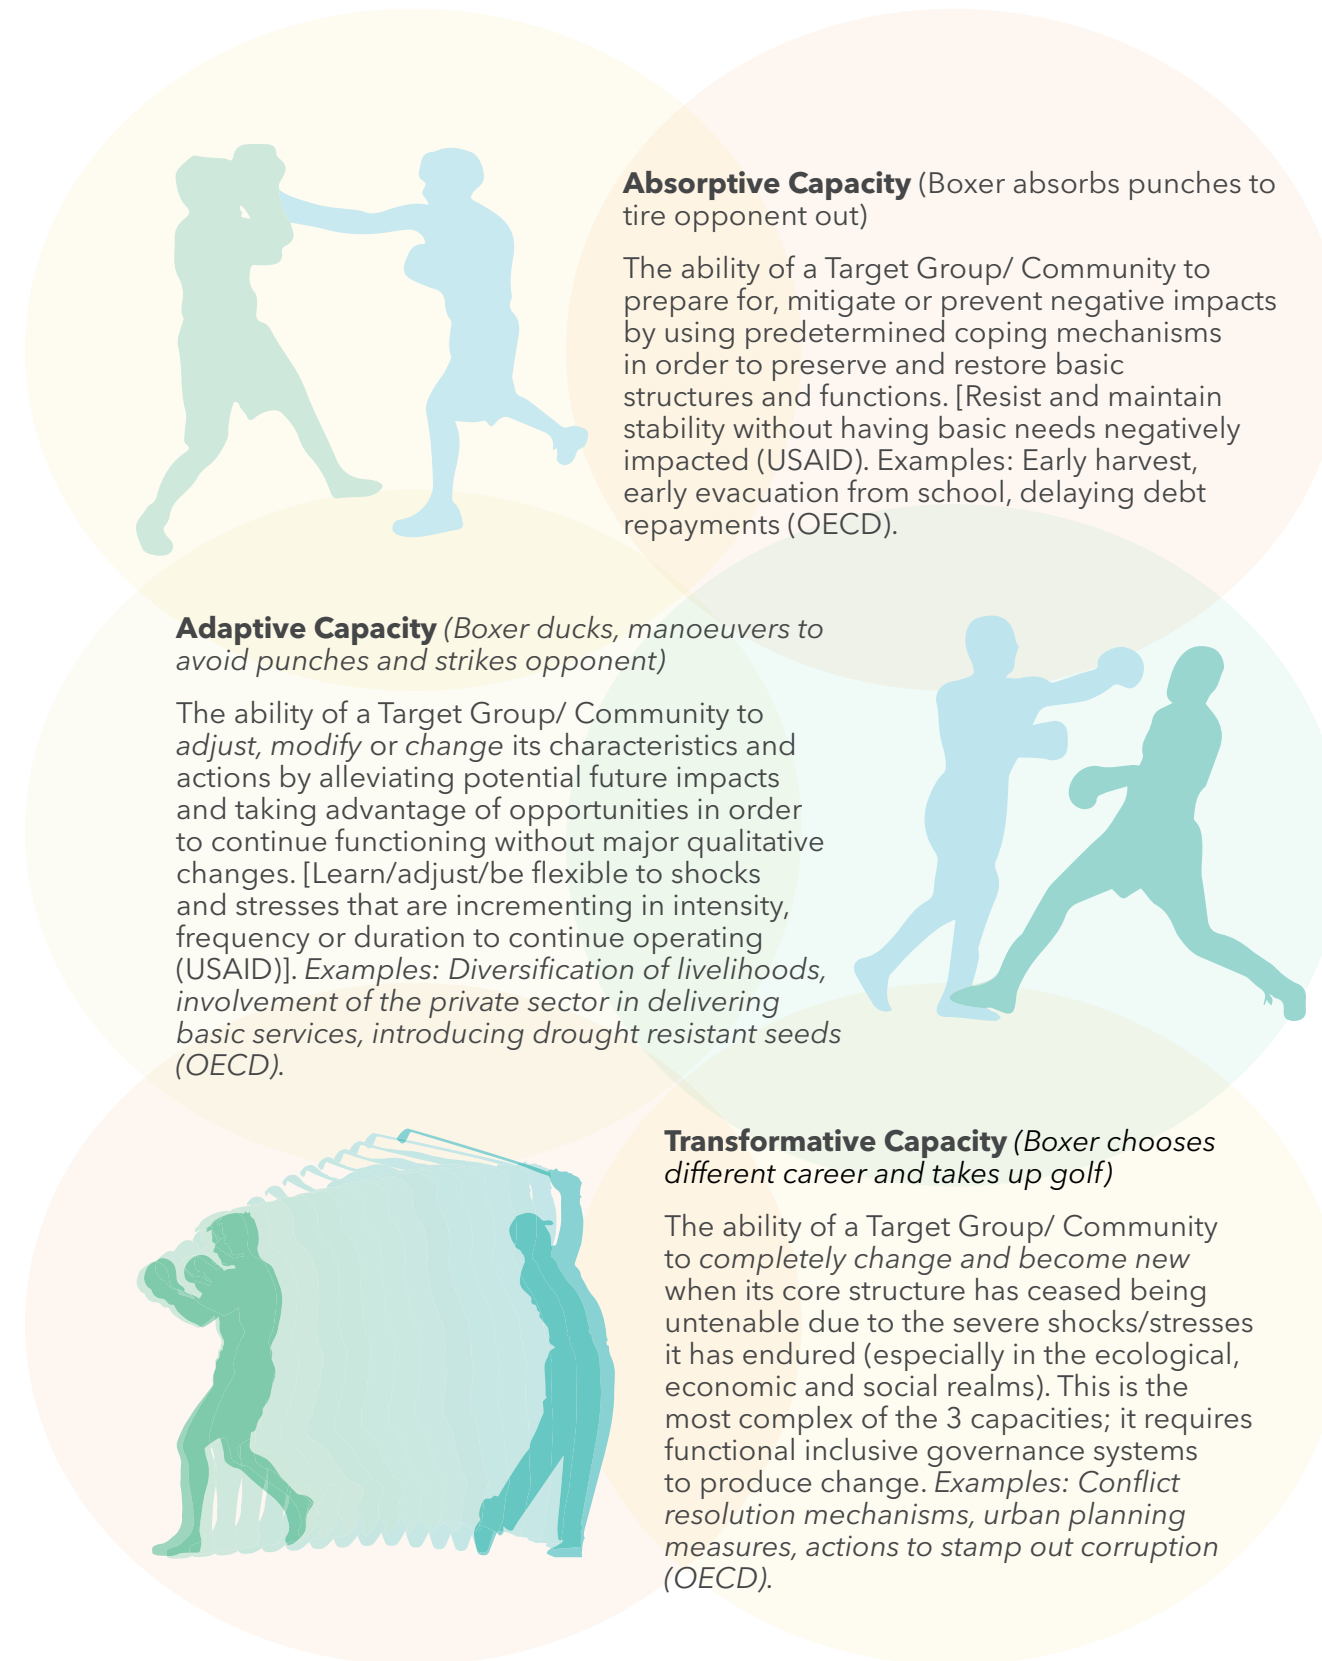 Absorptive Capacity (Boxer absorbs punches to
tire opponent out)
The ability of a Target Group/ Community to
prepare for, mitigate or prevent negative impacts
by using predetermined coping mechanisms
in order to preserve and restore basic
structures and functions. [Resist and maintain
stability without having basic needs negatively
impacted (USAID). Examples: Early harvest,
early evacuation from school, delaying debt
repayments (OECD).
Adaptive Capacity (Boxer ducks, manoeuvers to
avoid punches and strikes opponent)
The ability of a Target Group/ Community to
adjust, modify or change its characteristics and
actions by alleviating potential future impacts
and taking advantage of opportunities in order
to continue functioning without major qualitative
changes. [Learn/adjust/be flexible to shocks
and stresses that are incrementing in intensity,
frequency or duration to continue operating
(USAID)]. Examples: Diversification of livelihoods,
involvement of the private sector in delivering
basic services, introducing drought resistant seeds
(OECD).
Transformative Capacity (Boxer chooses
different career and takes up golf)
The ability of a Target Group/ Community
to completely change and become new
when its core structure has ceased being
untenable due to the severe shocks/stresses
it has endured (especially in the ecological,
economic and social realms). This is the
most complex of the 3 capacities; it requires
functional inclusive governance systems
to produce change. Examples: Conflict
resolution mechanisms, urban planning
measures, actions to stamp out corruption
(OECD).